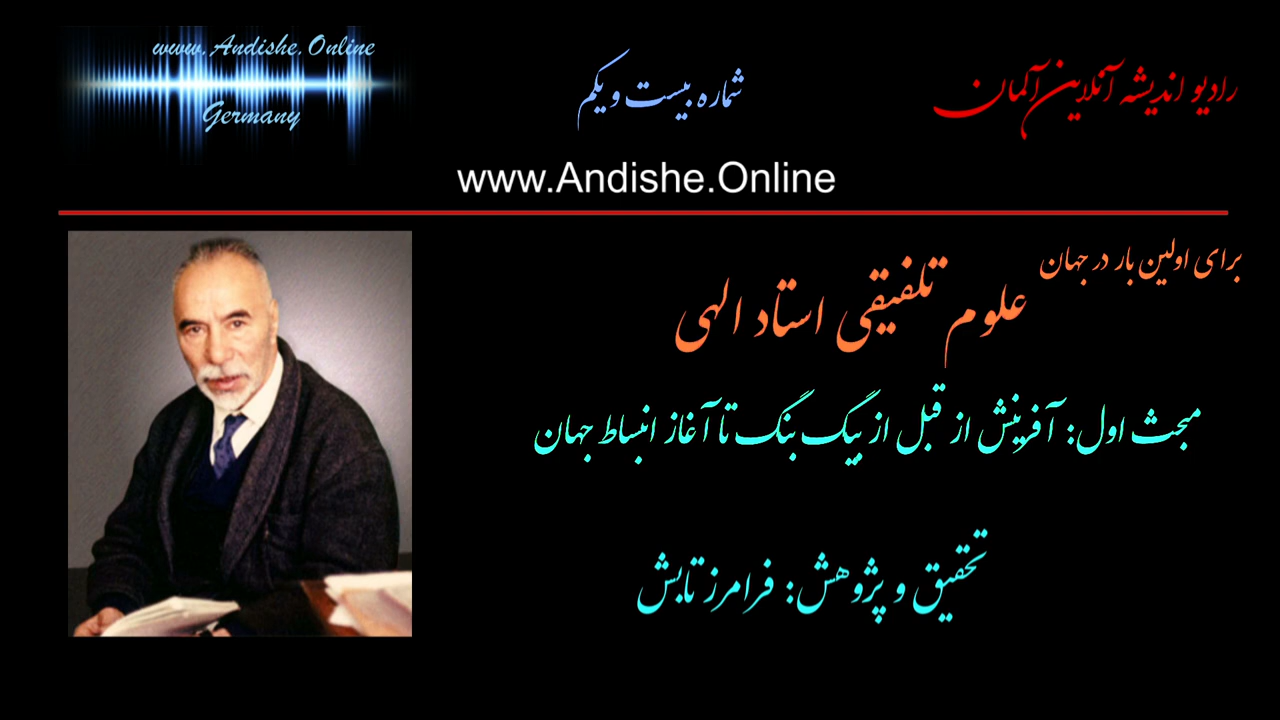 www.Andishe.Online
Germany
شماره بیست و یکم
رادیو اندیشه آنلاین آلمان
www.Andishe.Online
برای اولین بار در جهان
علوم تلفیقی استاد الهی
مبحث اول: آفرینش از قبل از بیگ بنگ تا آغاز انبساط جهان
تحقیق و پژوهش: فرامرز تابش